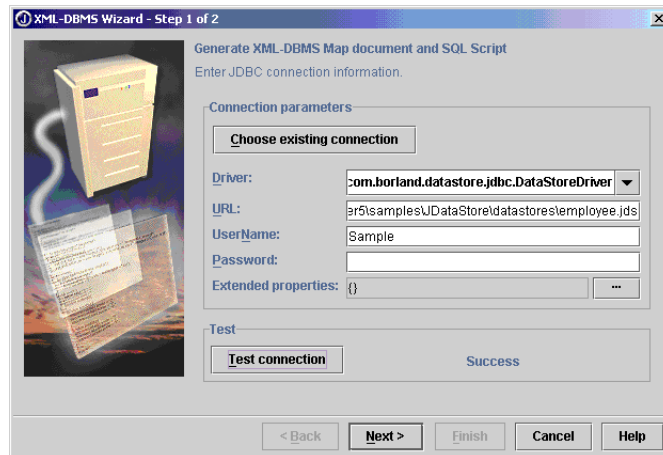 XML-DBMS Wizard - Step 1 of 2
Generate XML-DBMS Map document and SQL Script
Enter JDBC connection information.
Connection parameters
Choose existing connection
Driver: com.borland.datastore.jdbc.DataStoreDriver
URL: er5\samples\JDataStore\datastores\employee.jds
UserName: Sample
Password:
Extended properties: {} ...
Test
Test connection Success
< Back Next > Finish Cancel Help